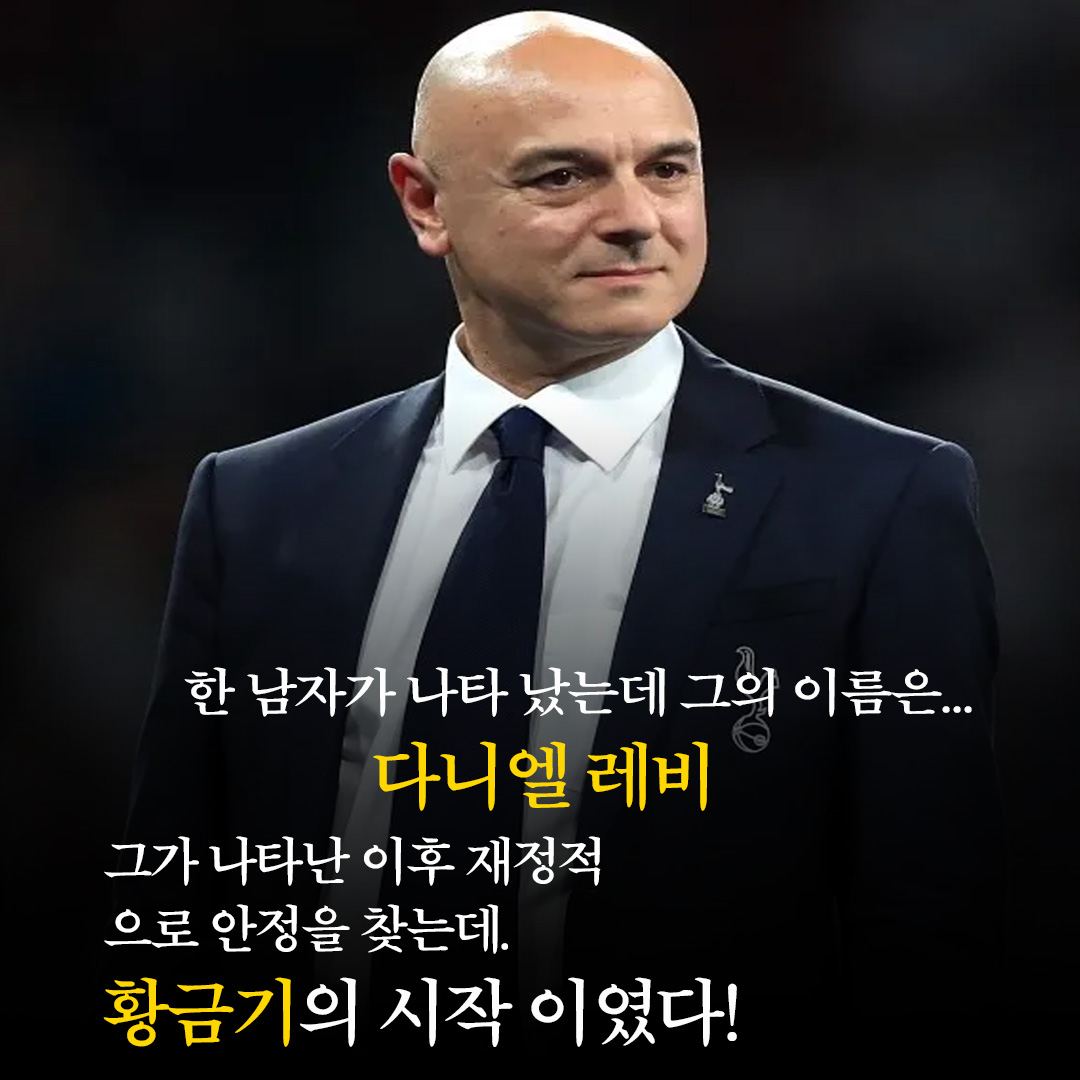 한 남자가 나타 났는데 그의 이름은...
다니엘 레비
그가 나타난 이후 재정적
으로 안정을 찾는데.
황금기의 시작 이였다!